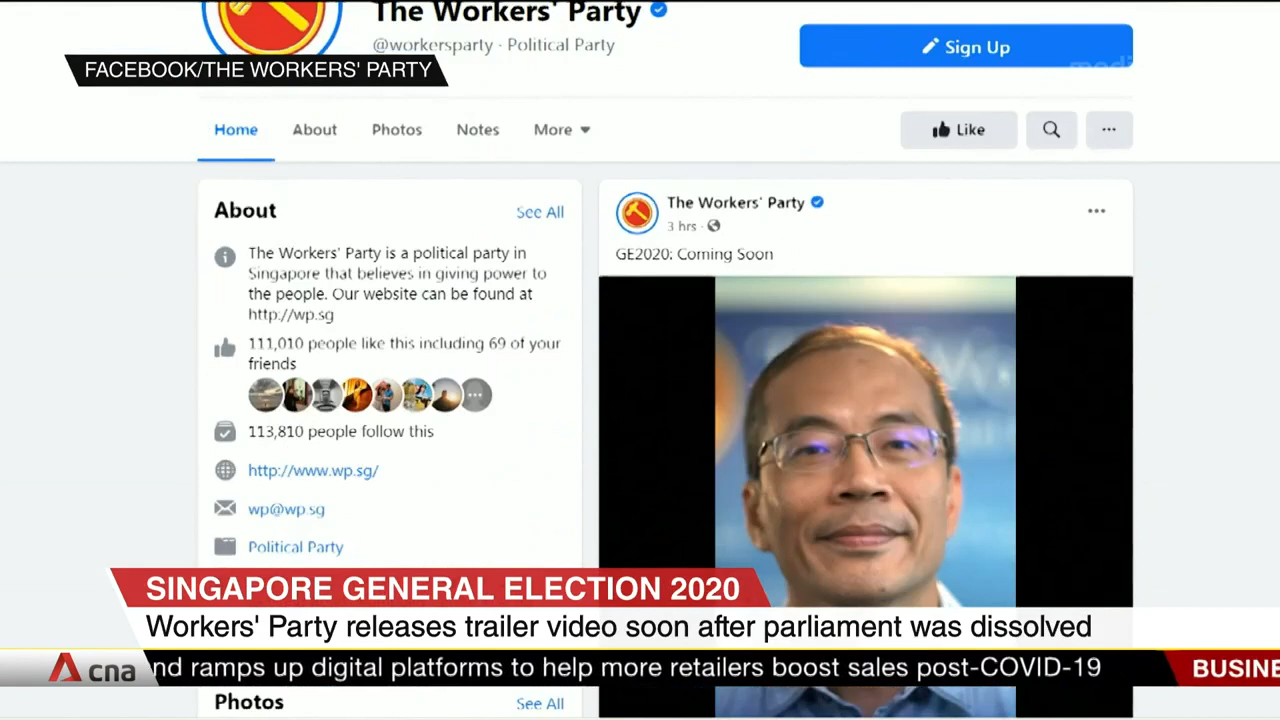 The Workers' Party
@workersparty · Political Party
Sign Up
FACEBOOK/THE WORKERS' PARTY
Home About Photos Notes More
Like
About
See All
The Workers' Party is a political party in
Singapore that believes in giving power to
the people. Our website can be found at
http://wp.sg
111,010 people like this including 69 of your
friends
113,810 people follow this
http://www.wp.sg/
wp@wp.sg
Political Party
The Workers' Party
3 hrs ·
GE2020: Coming Soon
SINGAPORE GENERAL ELECTION 2020
Workers' Party releases trailer video soon after parliament was dissolved
cna
nd ramps up digital platforms to help more retailers boost sales post-COVID-19
BUSINE
Photos
See All